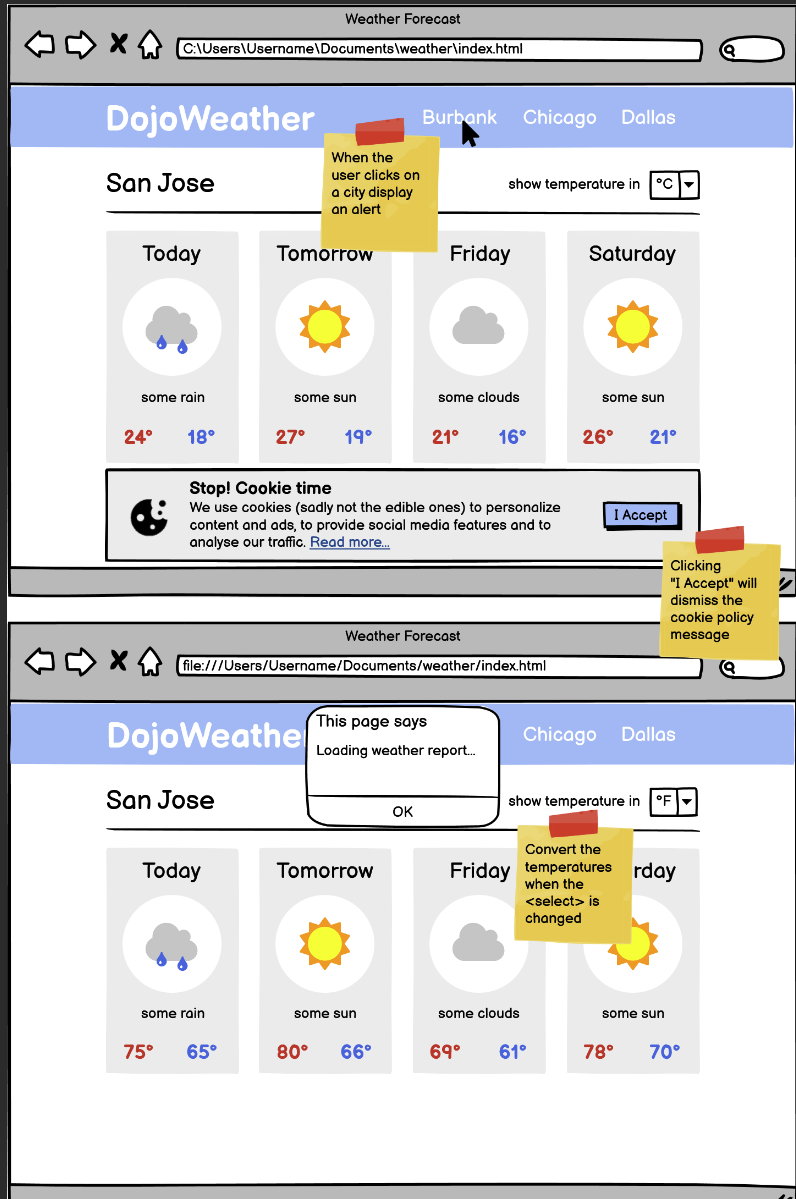 Weather Forecast
C:\Users\Username\Documents\weather\index.html
DojoWeather
Burbank Chicago Dallas
When the
user clicks on
a city display
an alert
San Jose
show temperature in °C
Today Tomorrow Friday Saturday
some rain some sun some clouds some sun
24° 18° 27° 19° 21° 16° 26° 21°
Stop! Cookie time
We use cookies (sadly not the edible ones) to personalize
content and ads, to provide social media features and to
analyse our traffic. Read more...
I Accept
Clicking
"I Accept" will
dismiss the
cookie policy
message
Weather Forecast
file:///Users/Username/Documents/weather/index.html
DojoWeather
Chicago Dallas
This page says
Loading weather report...
OK
San Jose
show temperature in °F
Convert the
temperatures
when the
<select> is
changed
Today Tomorrow Friday rday
some rain some sun some clouds some sun
75° 65° 80° 66° 69° 61° 78° 70°